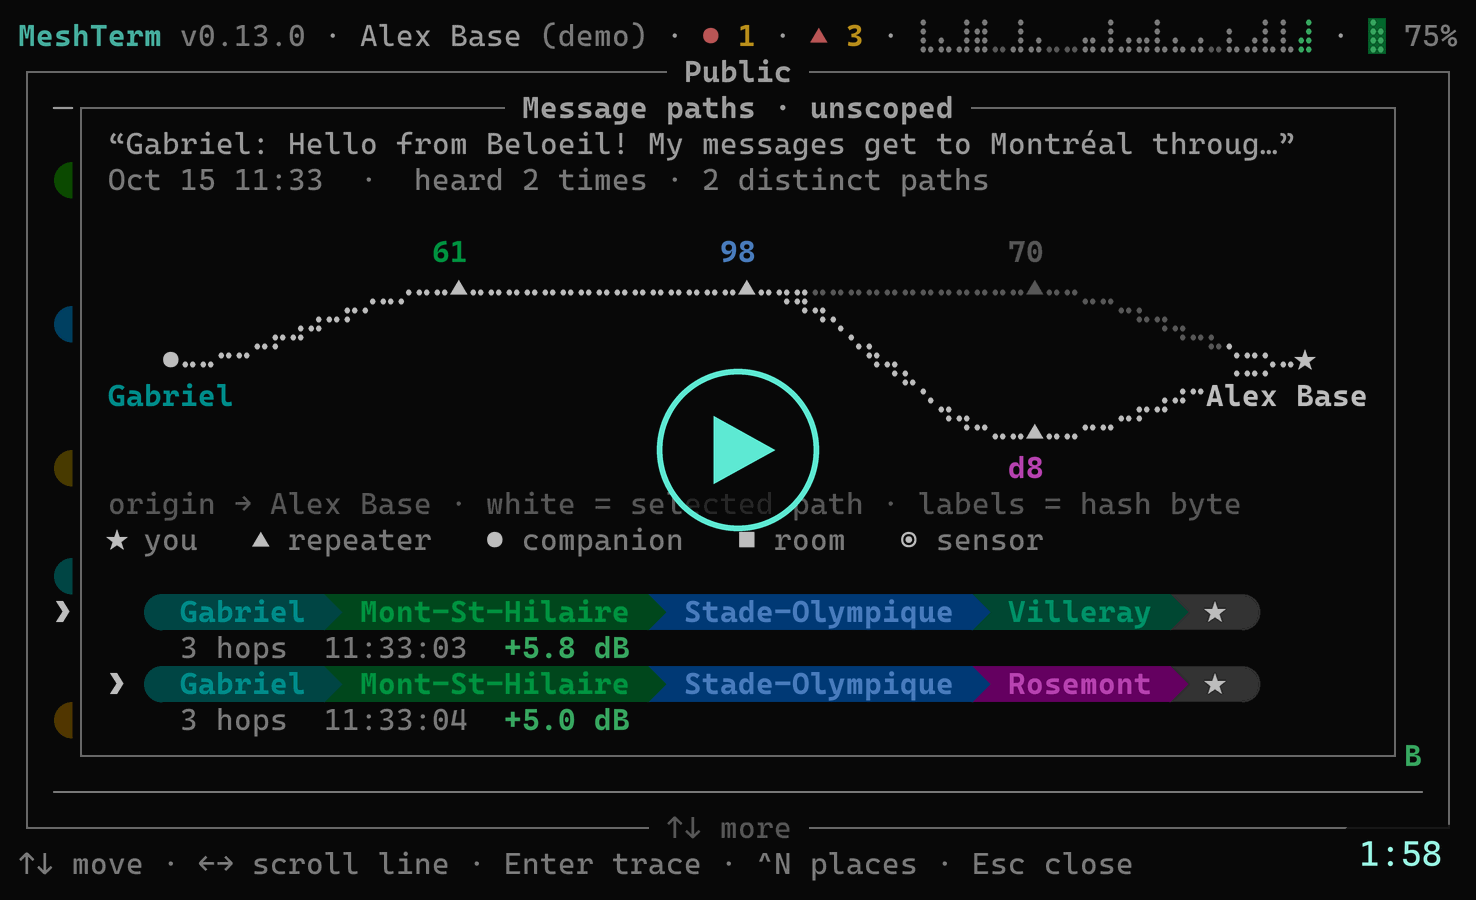 MeshTerm v0.13.0 · Alex Base (demo) · ● 1 · ▲ 3 · · 75%
Public
Message paths · unscoped
“Gabriel: Hello from Beloeil! My messages get to Montréal throug…”
Oct 15 11:33 · heard 2 times · 2 distinct paths
61 98 70
Gabriel
Alex Base
d8
origin → Alex Base · white = selected path · labels = hash byte
★ you ▲ repeater ● companion ■ room ◉ sensor
❯ Gabriel Mont-St-Hilaire Stade-Olympique Villeray ★
3 hops 11:33:03 +5.8 dB
❯ Gabriel Mont-St-Hilaire Stade-Olympique Rosemont ★
3 hops 11:33:04 +5.0 dB
B
↑↓ more
↑↓ move · ←→ scroll line · Enter trace · ^N places · Esc close
1:58